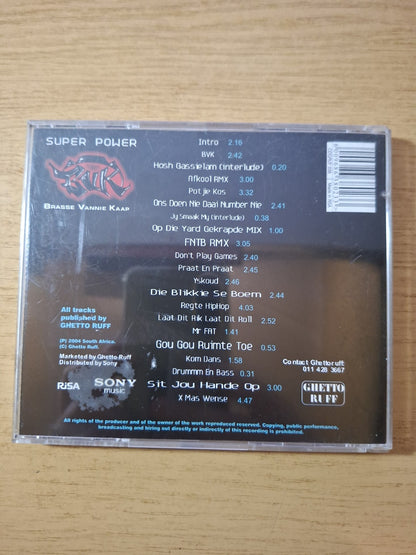 SUPER POWER
BVK
BRASSE VANNIE KAAP
Intro 2.16
BVK 2.42
Hosh Gassielam (interlude) 0.20
Afkool RMX 3.00
Potjie Kos 3.32
Ons Doen Nie Daai Number Nie 2.41
Jy Smaak My (interlude) 0.38
Op Die Yard Gekrapde MIX 1.00
FNTB RMX 3.05
Don't Play Games 2.40
Praat En Praat 2.45
Yskoud 2.46
Die Blikkie Se Boem 2.44
Regte HipHop 3.01
Laat Dit Rik Laat Dit Roll 2.52
Mr FAT 1.41
Gou Gou Ruimte Toe 0.53
Kom Dans 1.58
Drummm En Bass 0.31
Sit Jou Hande Op 3.00
X Mas Wense 4.47
All tracks
published by
GHETTO RUFF
(P) 2004 South Africa.
(C) Ghetto Ruff.
Marketed by Ghetto Ruff
Distributed by Sony
RiSA
SONY
music
Contact Ghettoruff:
011 428 3667
GHETTO
RUFF
All rights of the producer and of the owner of the work reproduced reserved. Copying, public performance,
broadcasting and hiring out directly or indirectly of this recording is prohibited.